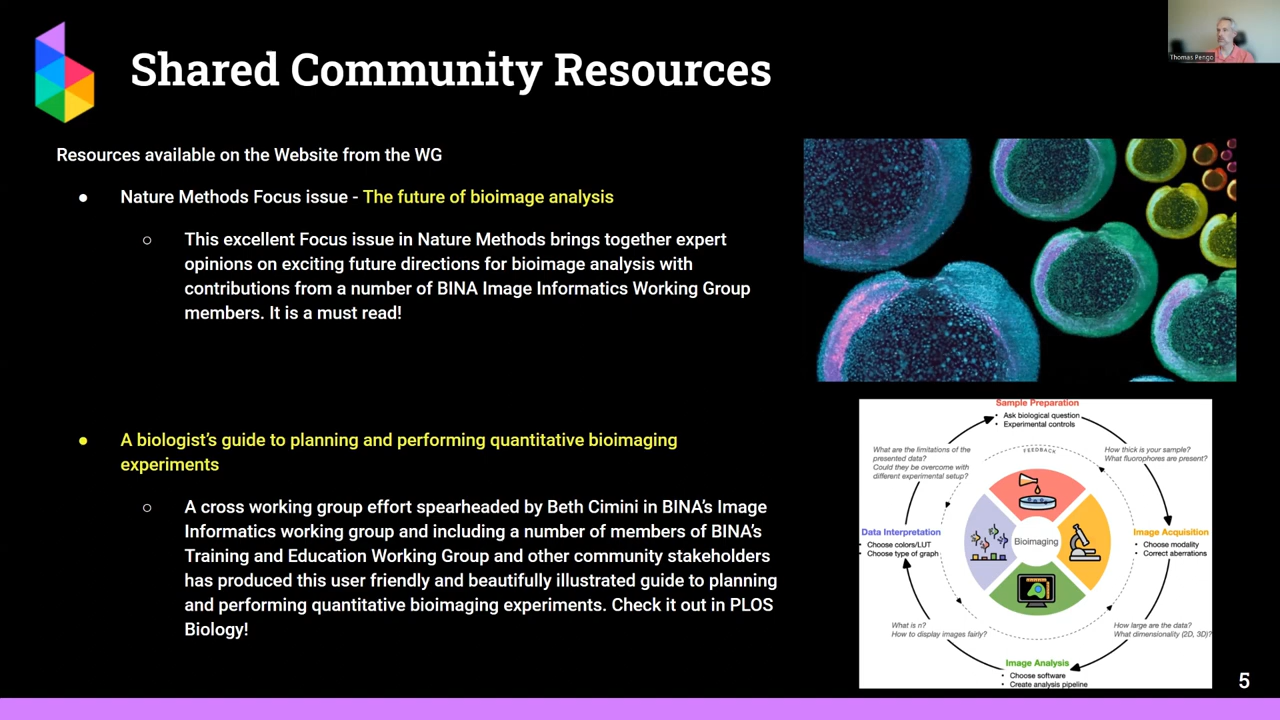 Shared Community Resources
Thomas Pengo
Resources available on the Website from the WG
● Nature Methods Focus issue - The future of bioimage analysis
○ This excellent Focus issue in Nature Methods brings together expert
opinions on exciting future directions for bioimage analysis with
contributions from a number of BINA Image Informatics Working Group
members. It is a must read!
● A biologist's guide to planning and performing quantitative bioimaging
experiments
○ A cross working group effort spearheaded by Beth Cimini in BINA's Image
Informatics working group and including a number of members of BINA's
Training and Education Working Group and other community stakeholders
has produced this user friendly and beautifully illustrated guide to planning
and performing quantitative bioimaging experiments. Check it out in PLOS
Biology!
Sample Preparation
• Ask biological question
• Experimental controls
What are the limitations of the
presented data?
Could they be overcome with
different experimental setup?
FEEDBACK
How thick is your sample?
What fluorophores are present?
Data Interpretation
• Choose colors/LUT
• Choose type of graph
Bioimaging
Image Acquisition
• Choose modality
• Correct aberrations
What is n?
How to display images fairly?
How large are the data?
What dimensionality (2D, 3D)?
Image Analysis
• Choose software
• Create analysis pipeline
5